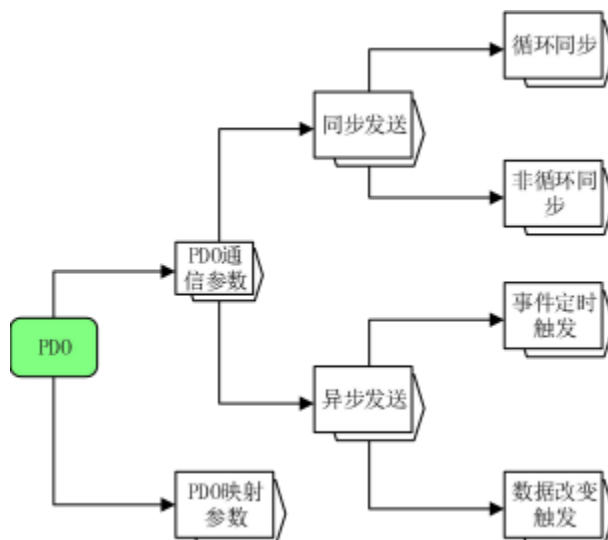 循环同步
同步发送
非循环同
步
PDO通
信参数
事件定时
触发
PDO
异步发送
PDO映射
参数
数据改变
触发